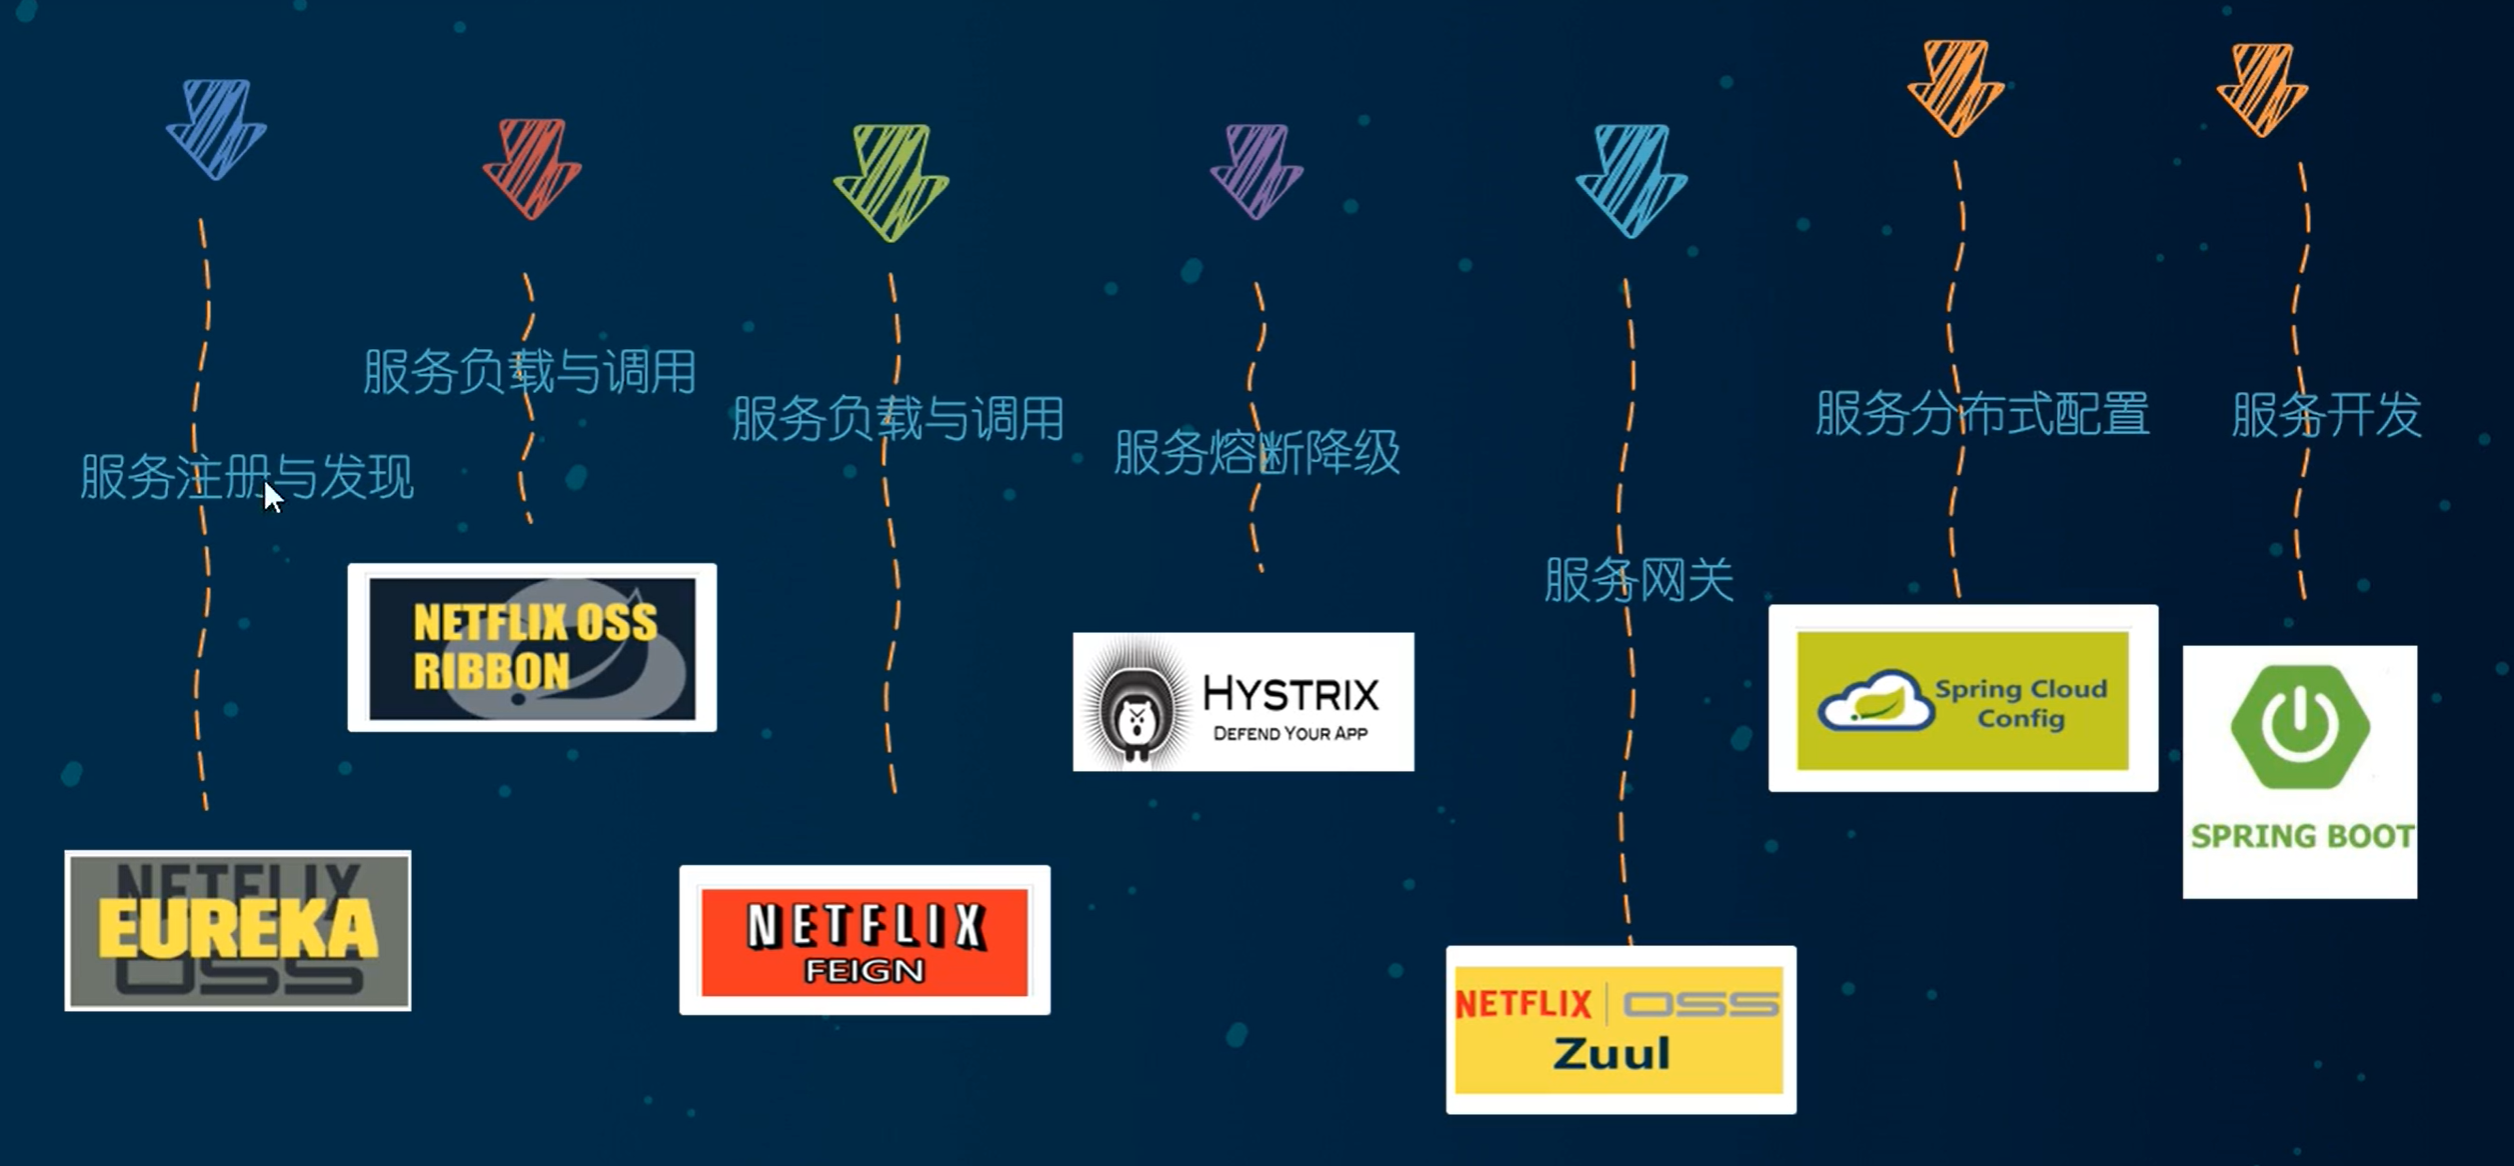 服务注册与发现
NETFLIX
EUREKA
OSS
服务负载与调用
NETFLIX OSS
RIBBON
服务负载与调用
NETFLIX
FEIGN
服务熔断降级
HYSTRIX
DEFEND YOUR APP
服务网关
NETFLIX OSS
Zuul
服务分布式配置
Spring Cloud
Config
服务开发
SPRING BOOT